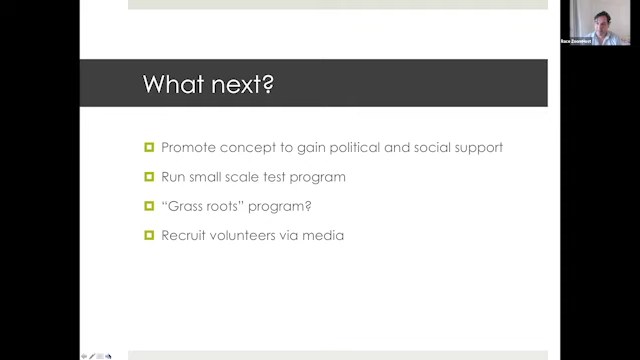 What next?
Promote concept to gain political and social support
Run small scale test program
“Grass roots” program?
Recruit volunteers via media